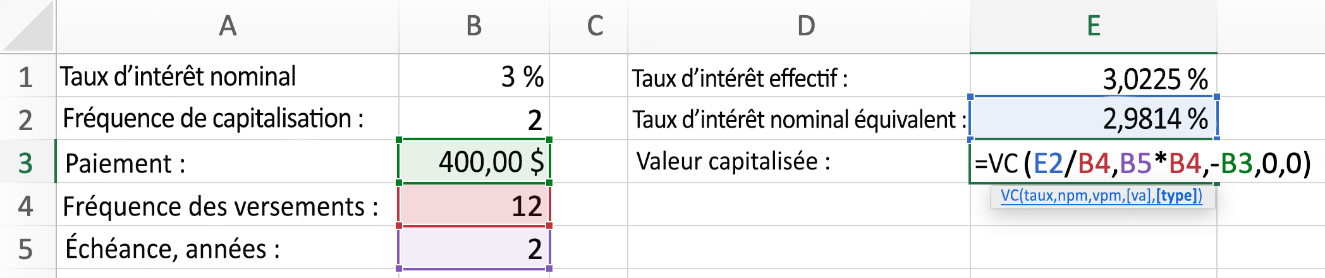 A B C D E
1 Taux d’intérêt nominal 3 % Taux d’intérêt effectif : 3,0225 %
2 Fréquence de capitalisation : 2 Taux d’intérêt nominal équivalent : 2,9814 %
3 Paiement : 400,00 $ Valeur capitalisée : =VC(E2/B4,B5*B4,-B3,0,0)
4 Fréquence des versements : 12 VC(taux,npm,vpm,[va],[type])
5 Échéance, années : 2